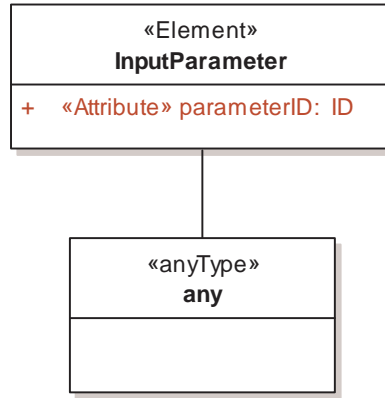 «Element»
InputParameter
+ «Attribute» parameterID: ID
«anyType»
any